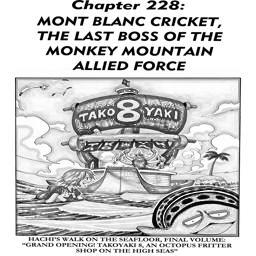 Chapter 228:
MONT BLANC CRICKET,
THE LAST BOSS OF THE
MONKEY MOUNTAIN
ALLIED FORCE
TAKO 8 YAKI
HACHI'S WALK ON THE SEAFLOOR, FINAL VOLUME:
"GRAND OPENING! TAKOYAKI 8, AN OCTOPUS FRITTER
SHOP ON THE HIGH SEAS"